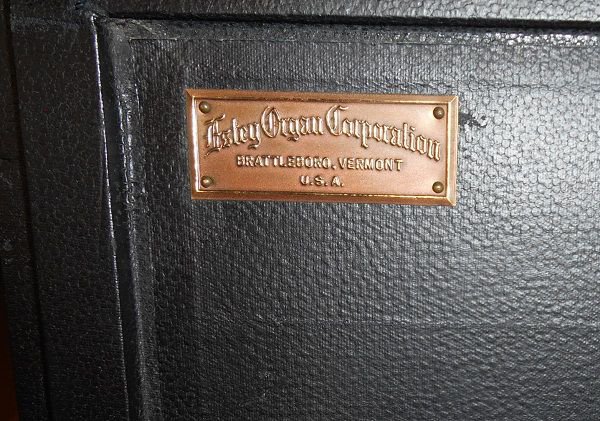 Estey Organ Corporation
BRATTLEBORO, VERMONT
U.S.A.